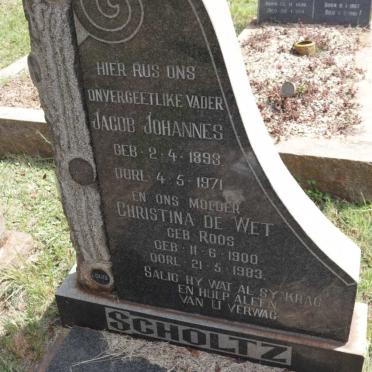 HIER RUS ONS
ONVERGEETLIKE VADER
JACOB JOHANNES
GEB. 2-4-1893
OORL. 4-5-1971
EN ONS MOEDER
CHRISTINA DE WET
GEB. ROOS
GEB. 11-6-1900
OORL. 21-5-1983
SALIG HY WAT AL SY KRAG
EN HULP ALEEN
VAN U VERWAG
SCHOLTZ